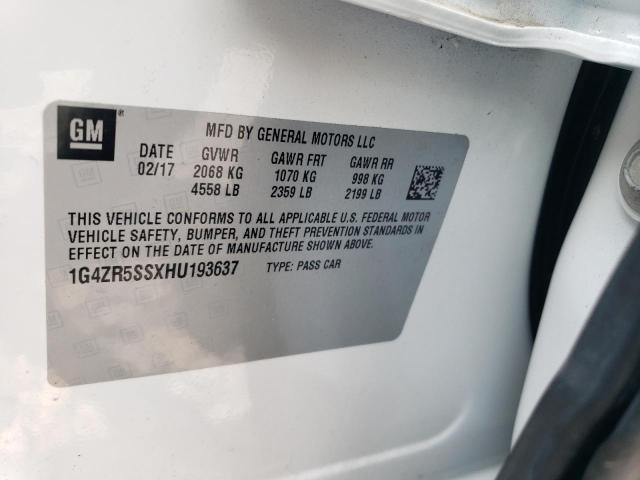 GM
MFD BY GENERAL MOTORS LLC
DATE GVWR GAWR FRT GAWR RR
02/17 2068 KG 1070 KG 998 KG
4558 LB 2359 LB 2199 LB
THIS VEHICLE CONFORMS TO ALL APPLICABLE U.S. FEDERAL MOTOR
VEHICLE SAFETY, BUMPER, AND THEFT PREVENTION STANDARDS IN
EFFECT ON THE DATE OF MANUFACTURE SHOWN ABOVE.
1G4ZR5SSXHU193637 TYPE: PASS CAR